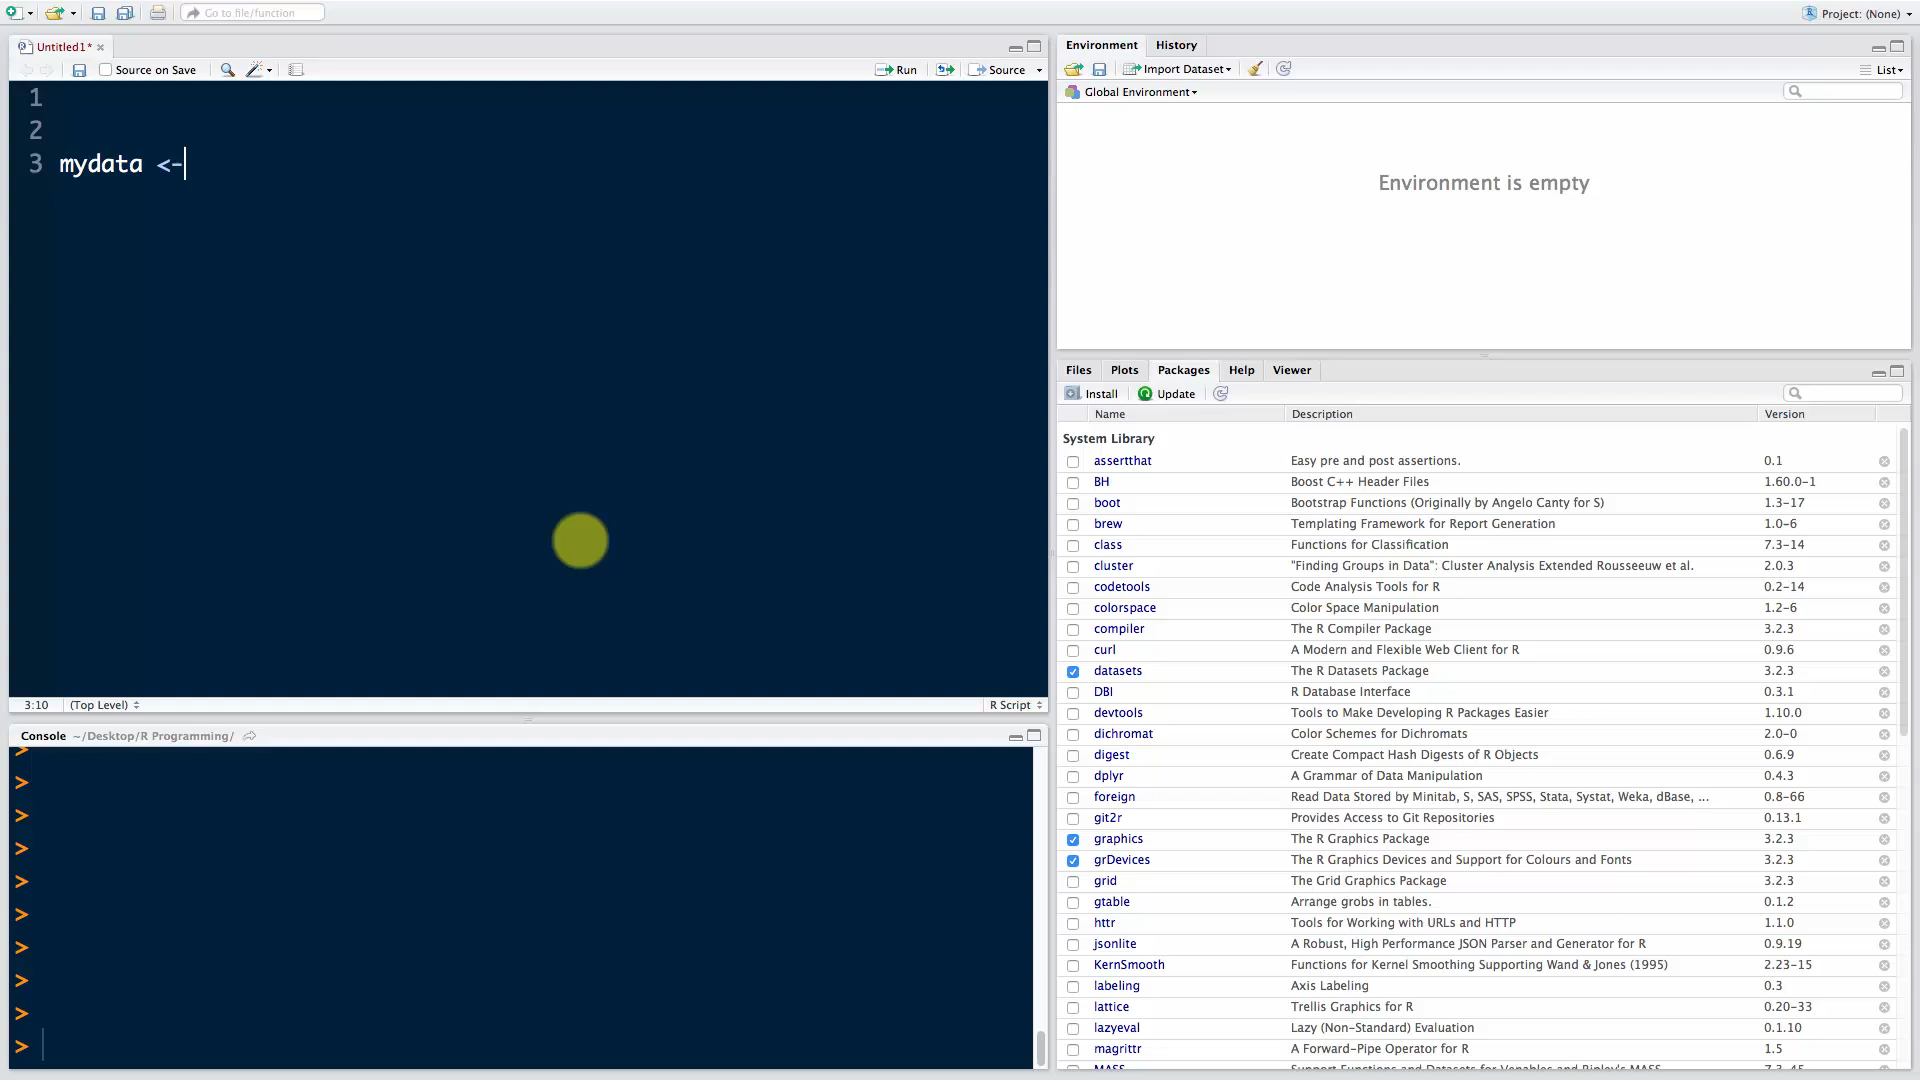 Go to file/function
Project: (None)
Untitled1*
Source on Save
Run
Source
1
2
3 mydata <-
3:10
(Top Level)
R Script
Console ~/Desktop/R Programming/
>
>
>
>
>
>
>
>
>
>
Environment
History
Import Dataset
List
Global Environment
Environment is empty
Files
Plots
Packages
Help
Viewer
Install
Update
Name Description Version
System Library
assertthat Easy pre and post assertions. 0.1
BH Boost C++ Header Files 1.60.0-1
boot Bootstrap Functions (Originally by Angelo Canty for S) 1.3-17
brew Templating Framework for Report Generation 1.0-6
class Functions for Classification 7.3-14
cluster "Finding Groups in Data": Cluster Analysis Extended Rousseeuw et al. 2.0.3
codetools Code Analysis Tools for R 0.2-14
colorspace Color Space Manipulation 1.2-6
compiler The R Compiler Package 3.2.3
curl A Modern and Flexible Web Client for R 0.9.6
datasets The R Datasets Package 3.2.3
DBI R Database Interface 0.3.1
devtools Tools to Make Developing R Packages Easier 1.10.0
dichromat Color Schemes for Dichromats 2.0-0
digest Create Compact Hash Digests of R Objects 0.6.9
dplyr A Grammar of Data Manipulation 0.4.3
foreign Read Data Stored by Minitab, S, SAS, SPSS, Stata, Systat, Weka, dBase, ... 0.8-66
git2r Provides Access to Git Repositories 0.13.1
graphics The R Graphics Package 3.2.3
grDevices The R Graphics Devices and Support for Colours and Fonts 3.2.3
grid The Grid Graphics Package 3.2.3
gtable Arrange grobs in tables. 0.1.2
httr Tools for Working with URLs and HTTP 1.1.0
jsonlite A Robust, High Performance JSON Parser and Generator for R 0.9.19
KernSmooth Functions for Kernel Smoothing Supporting Wand & Jones (1995) 2.23-15
labeling Axis Labeling 0.3
lattice Trellis Graphics for R 0.20-33
lazyeval Lazy (Non-Standard) Evaluation 0.1.10
magrittr A Forward-Pipe Operator for R 1.5
MASS Support Functions and Datasets for Venables and Ripley's MASS 7.3-45